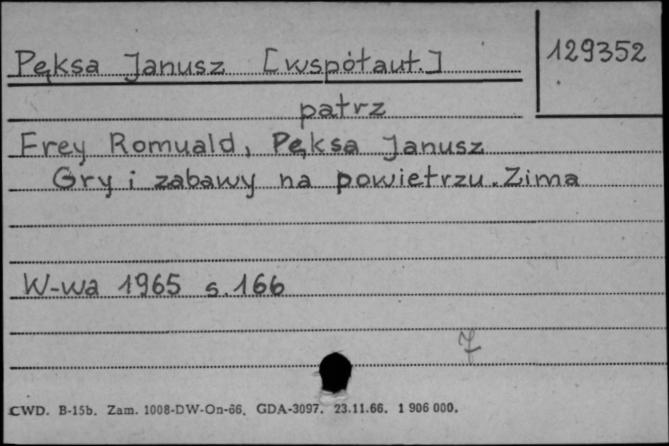 Pęksa Janusz [współaut.]
129352
patrz
Frey Romuald, Pęksa Janusz
Gry i zabawy na powietrzu. Zima
W-wa 1965 s. 166
7
CWD. B-15b. Zam. 1008-DW-On-66. GDA-3097. 23.11.66. 1 906 000.